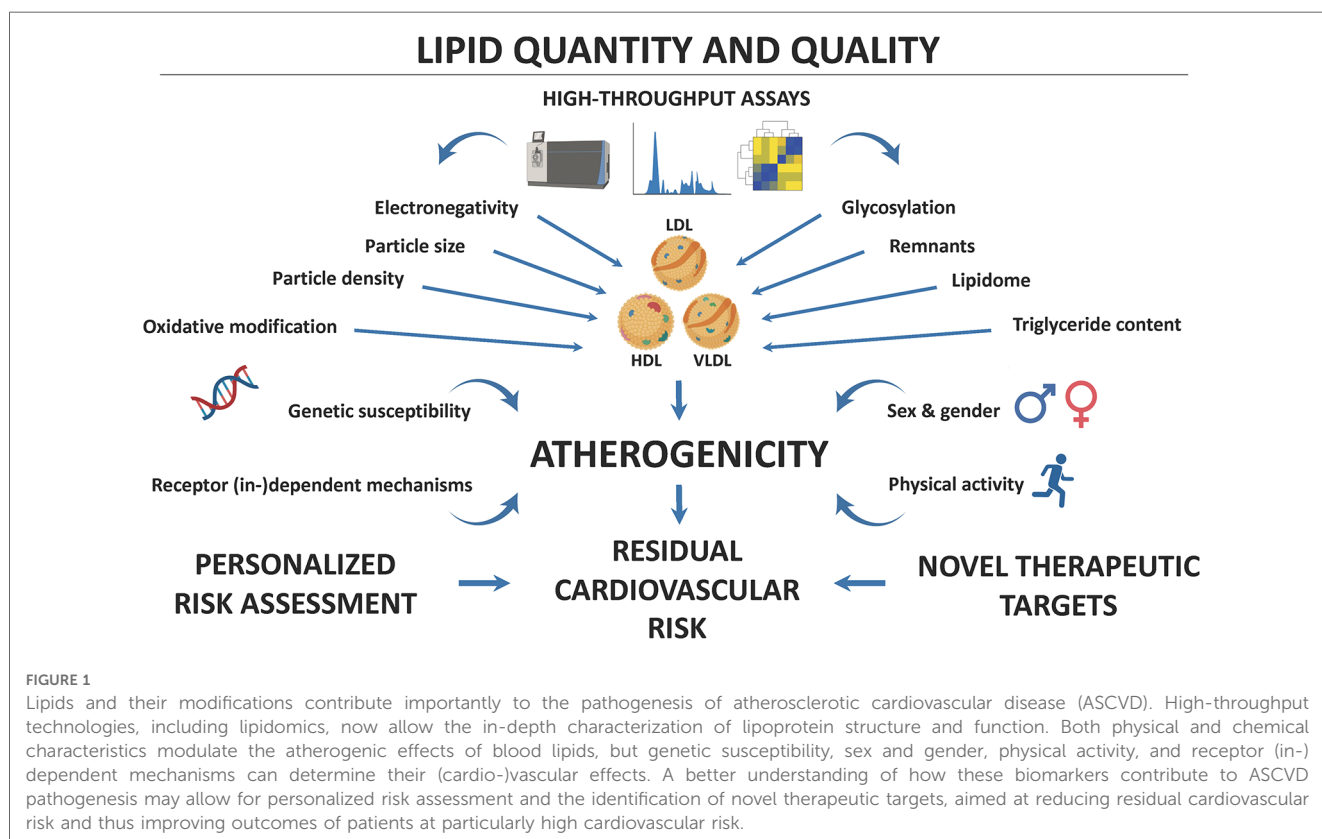 LIPID QUANTITY AND QUALITY
HIGH-THROUGHPUT ASSAYS
Electronegativity
Glycosylation
LDL
Particle size
Remnants
Particle density
Lipidome
Oxidative modification
Triglyceride content
HDL
VLDL
Genetic susceptibility
Sex & gender
ATHEROGENICITY
Receptor (in-)dependent mechanisms
Physical activity
PERSONALIZED
RISK ASSESSMENT
RESIDUAL
CARDIOVASCULAR
RISK
NOVEL THERAPEUTIC
TARGETS
FIGURE 1
Lipids and their modifications contribute importantly to the pathogenesis of atherosclerotic cardiovascular disease (ASCVD). High-throughput
technologies, including lipidomics, now allow the in-depth characterization of lipoprotein structure and function. Both physical and chemical
characteristics modulate the atherogenic effects of blood lipids, but genetic susceptibility, sex and gender, physical activity, and receptor (in-)
dependent mechanisms can determine their (cardio-)vascular effects. A better understanding of how these biomarkers contribute to ASCVD
pathogenesis may allow for personalized risk assessment and the identification of novel therapeutic targets, aimed at reducing residual cardiovascular
risk and thus improving outcomes of patients at particularly high cardiovascular risk.